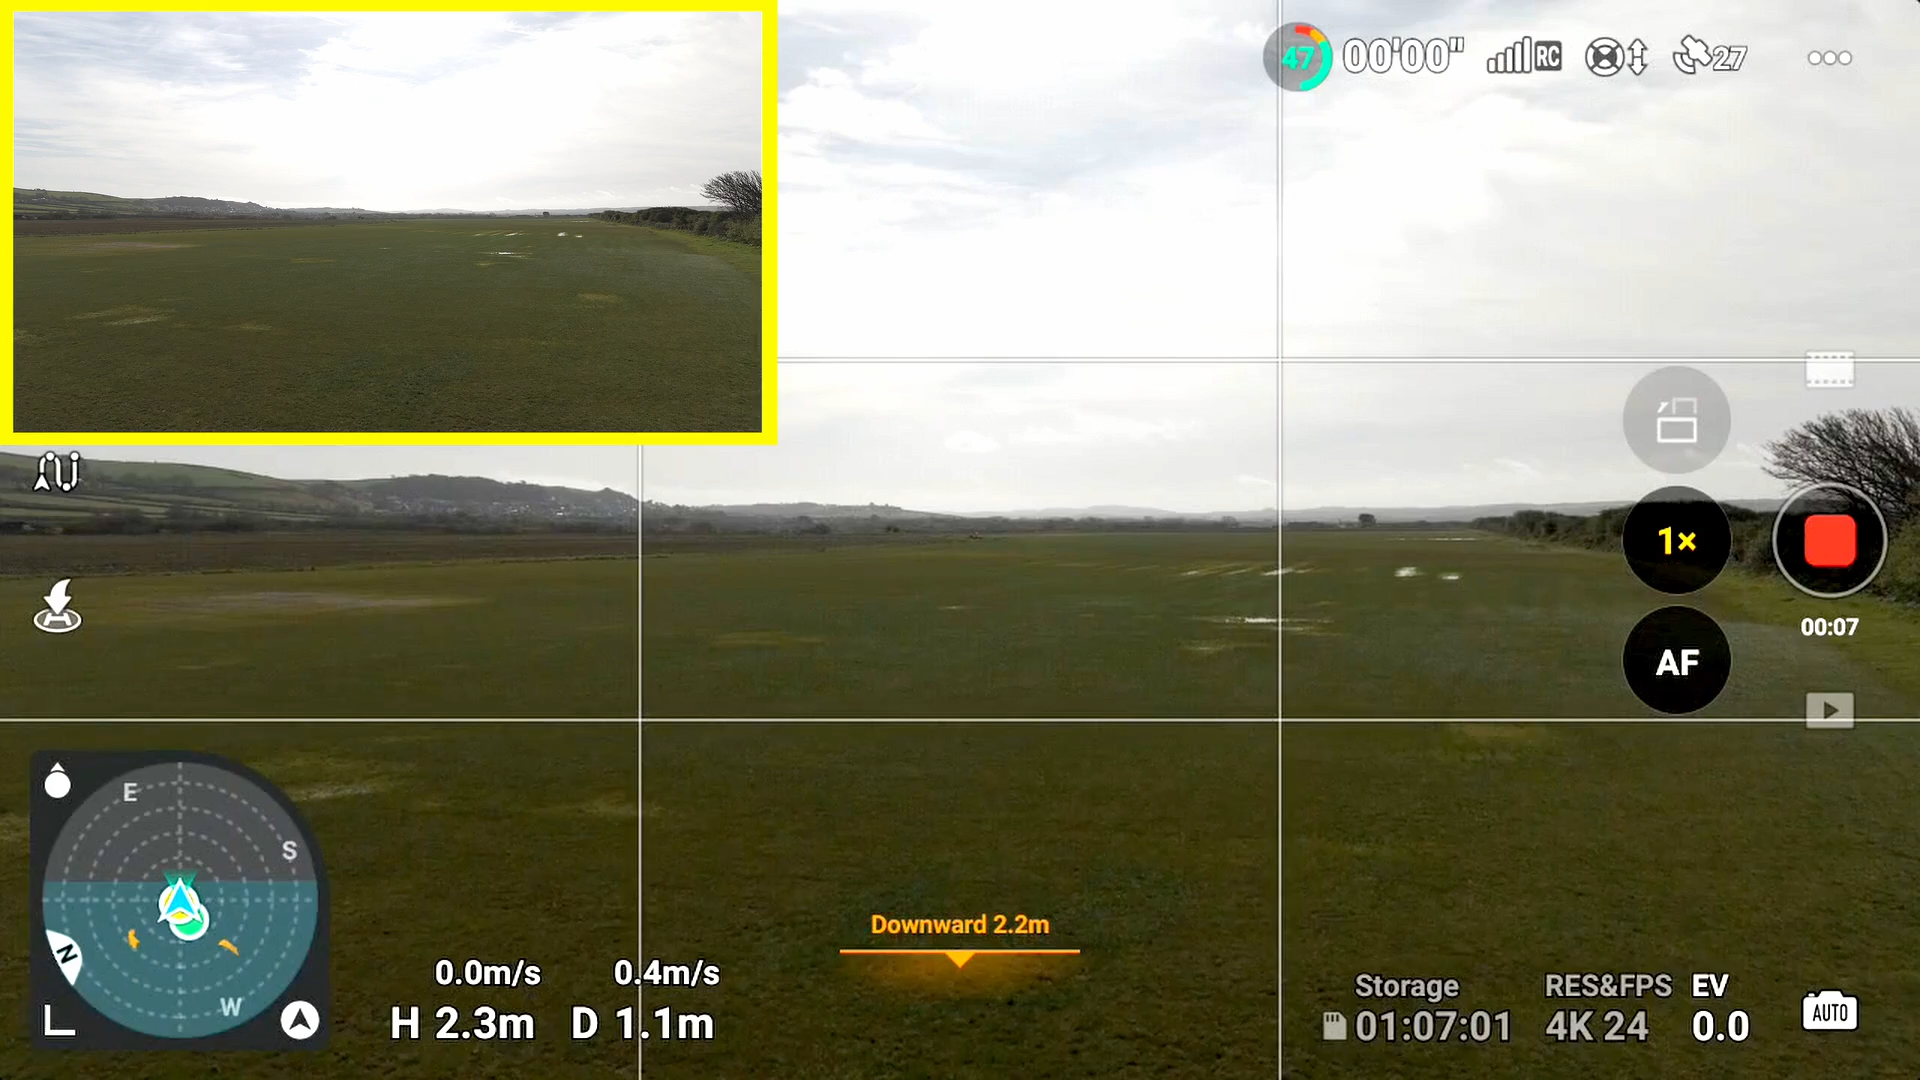 47 00'00" RC 27
1×
00:07
AF
E
S
N
W
Downward 2.2m
0.0m/s 0.4m/s
H 2.3m D 1.1m
Storage RES&FPS EV
01:07:01 4K 24 0.0
AUTO